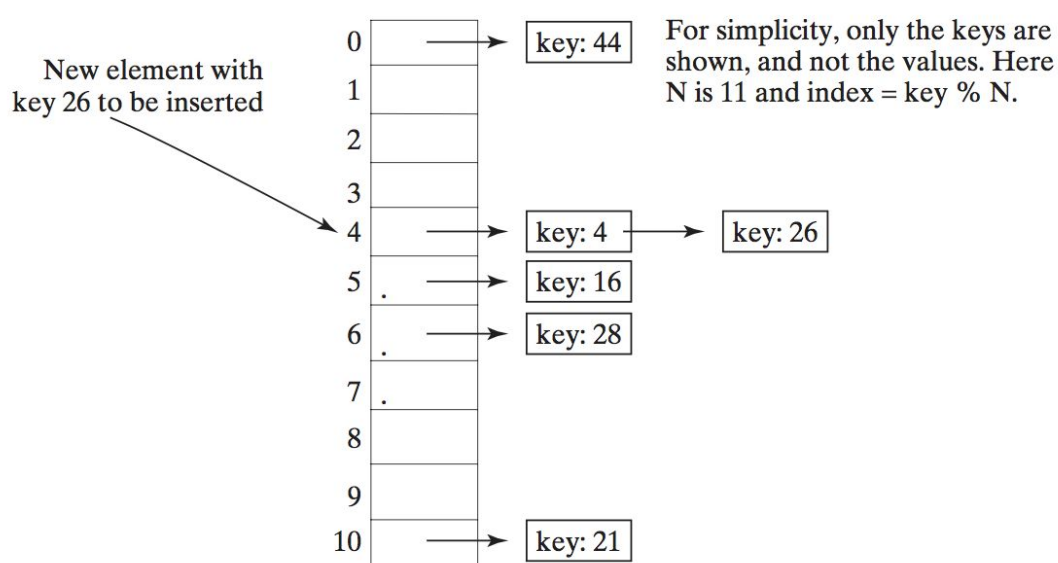 New element with
key 26 to be inserted
For simplicity, only the keys are
shown, and not the values. Here
N is 11 and index = key % N.
0
key: 44
1
2
3
4
key: 4
key: 26
5
key: 16
6
key: 28
7
8
9
10
key: 21